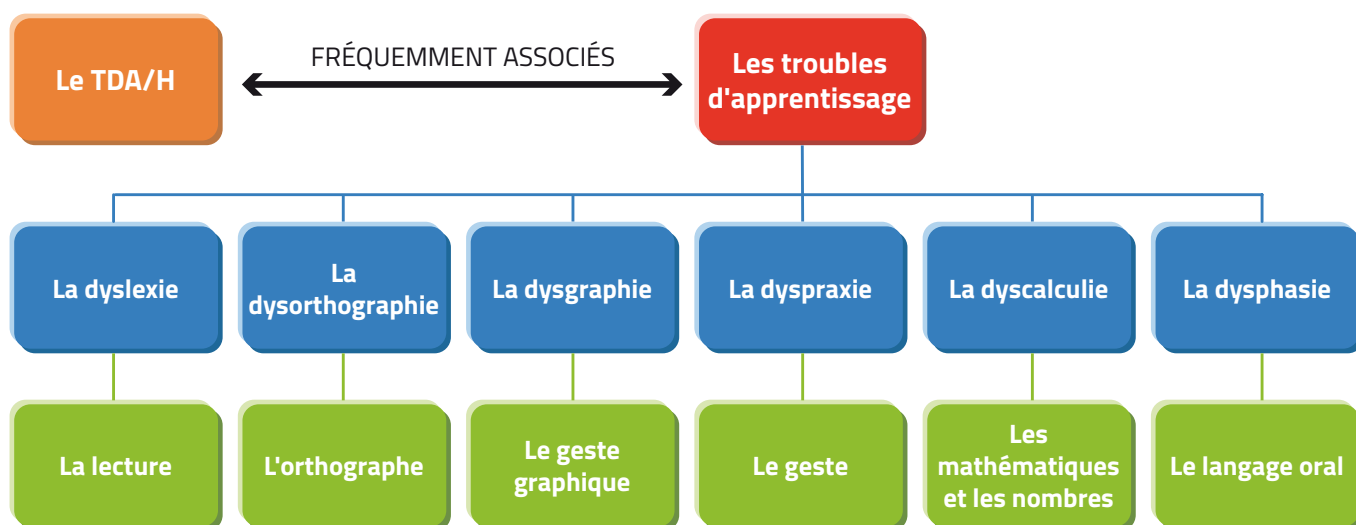 Le TDA/H
FRÉQUEMMENT ASSOCIÉS
Les troubles
d'apprentissage
La dyslexie
La
dysorthographie
La dysgraphie
La dyspraxie
La dyscalculie
La dysphasie
La lecture
L'orthographe
Le geste
graphique
Le geste
Les
mathématiques
et les nombres
Le langage oral